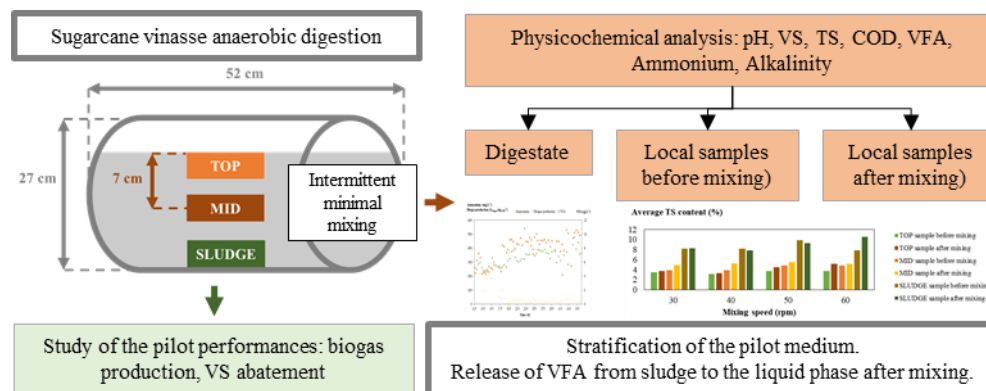 Sugarcane vinasse anaerobic digestion
52 cm
27 cm
7 cm
TOP
MID
SLUDGE
Intermittent
minimal
mixing
Study of the pilot performances: biogas
production, VS abatement
Physicochemical analysis: pH, VS, TS, COD, VFA,
Ammonium, Alkalinity
Digestate
Local samples
before mixing)
Local samples
after mixing)
Average TS content (%)
12
10
8
6
4
2
0
30
40
50
60
Mixing speed (rpm)
TOP sample before mixing
TOP sample after mixing
MID sample before mixing
MID sample after mixing
SLUDGE sample before mixing
SLUDGE sample after mixing
Stratification of the pilot medium.
Release of VFA from sludge to the liquid phase after mixing.